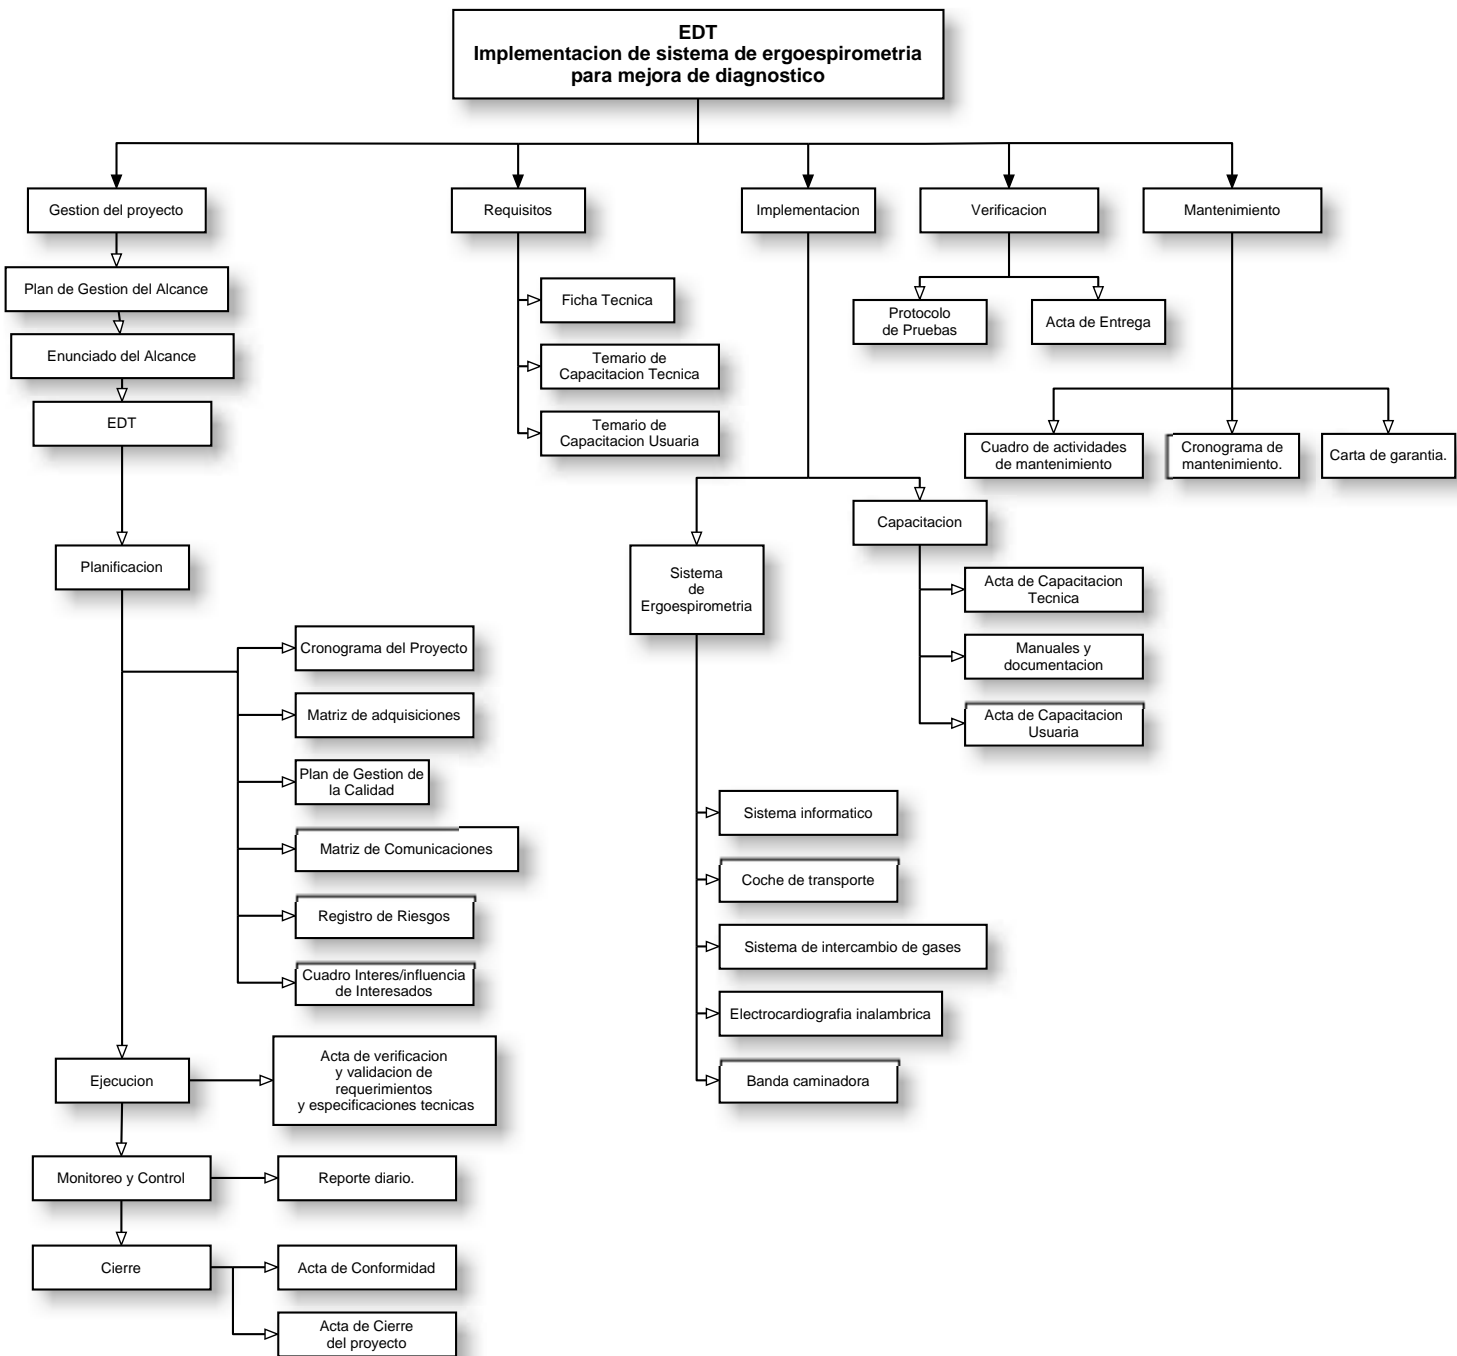 EDT
Implementacion de sistema de ergoespirometria
para mejora de diagnostico
Gestion del proyecto
Requisitos
Implementacion
Verificacion
Mantenimiento
Plan de Gestion del Alcance
Enunciado del Alcance
EDT
Planificacion
Cronograma del Proyecto
Matriz de adquisiciones
Plan de Gestion de
la Calidad
Matriz de Comunicaciones
Registro de Riesgos
Cuadro Interes/influencia
de Interesados
Ejecucion
Acta de verificacion
y validacion de
requerimientos
y especificaciones tecnicas
Monitoreo y Control
Reporte diario.
Cierre
Acta de Conformidad
Acta de Cierre
del proyecto
Ficha Tecnica
Temario de
Capacitacion Tecnica
Temario de
Capacitacion Usuaria
Sistema
de
Ergoespirometria
Sistema informatico
Coche de transporte
Sistema de intercambio de gases
Electrocardiografia inalambrica
Banda caminadora
Capacitacion
Acta de Capacitacion
Tecnica
Manuales y
documentacion
Acta de Capacitacion
Usuaria
Protocolo
de Pruebas
Acta de Entrega
Cuadro de actividades
de mantenimiento
Cronograma de
mantenimiento.
Carta de garantia.